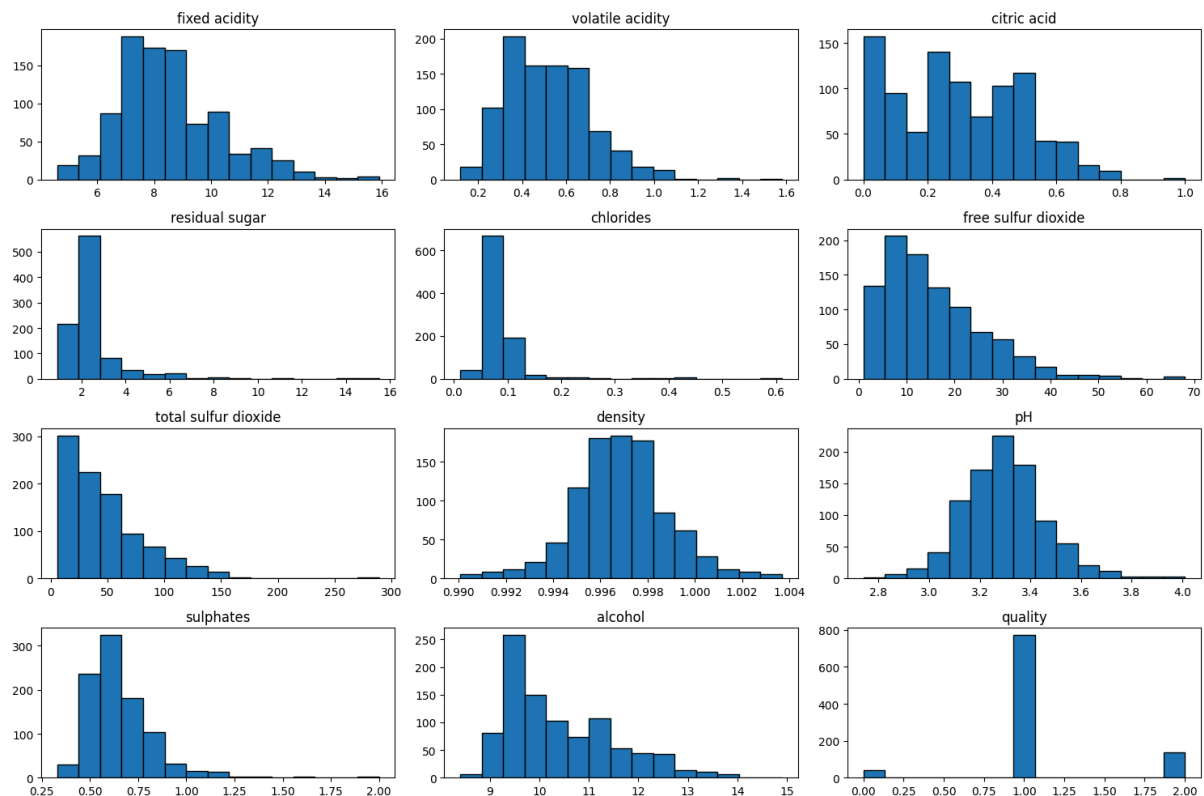 fixed acidity
150
100
50
0
6 8 10 12 14 16
volatile acidity
200
150
100
50
0
0.2 0.4 0.6 0.8 1.0 1.2 1.4 1.6
citric acid
150
100
50
0
0.0 0.2 0.4 0.6 0.8 1.0
residual sugar
500
400
300
200
100
0
2 4 6 8 10 12 14 16
chlorides
600
400
200
0
0.0 0.1 0.2 0.3 0.4 0.5 0.6
free sulfur dioxide
200
150
100
50
0
0 10 20 30 40 50 60 70
total sulfur dioxide
300
200
100
0
0 50 100 150 200 250 300
density
150
100
50
0
0.990 0.992 0.994 0.996 0.998 1.000 1.002 1.004
pH
200
150
100
50
0
2.8 3.0 3.2 3.4 3.6 3.8 4.0
sulphates
300
200
100
0
0.25 0.50 0.75 1.00 1.25 1.50 1.75 2.00
alcohol
250
200
150
100
50
0
9 10 11 12 13 14 15
quality
800
600
400
200
0
0.00 0.25 0.50 0.75 1.00 1.25 1.50 1.75 2.00